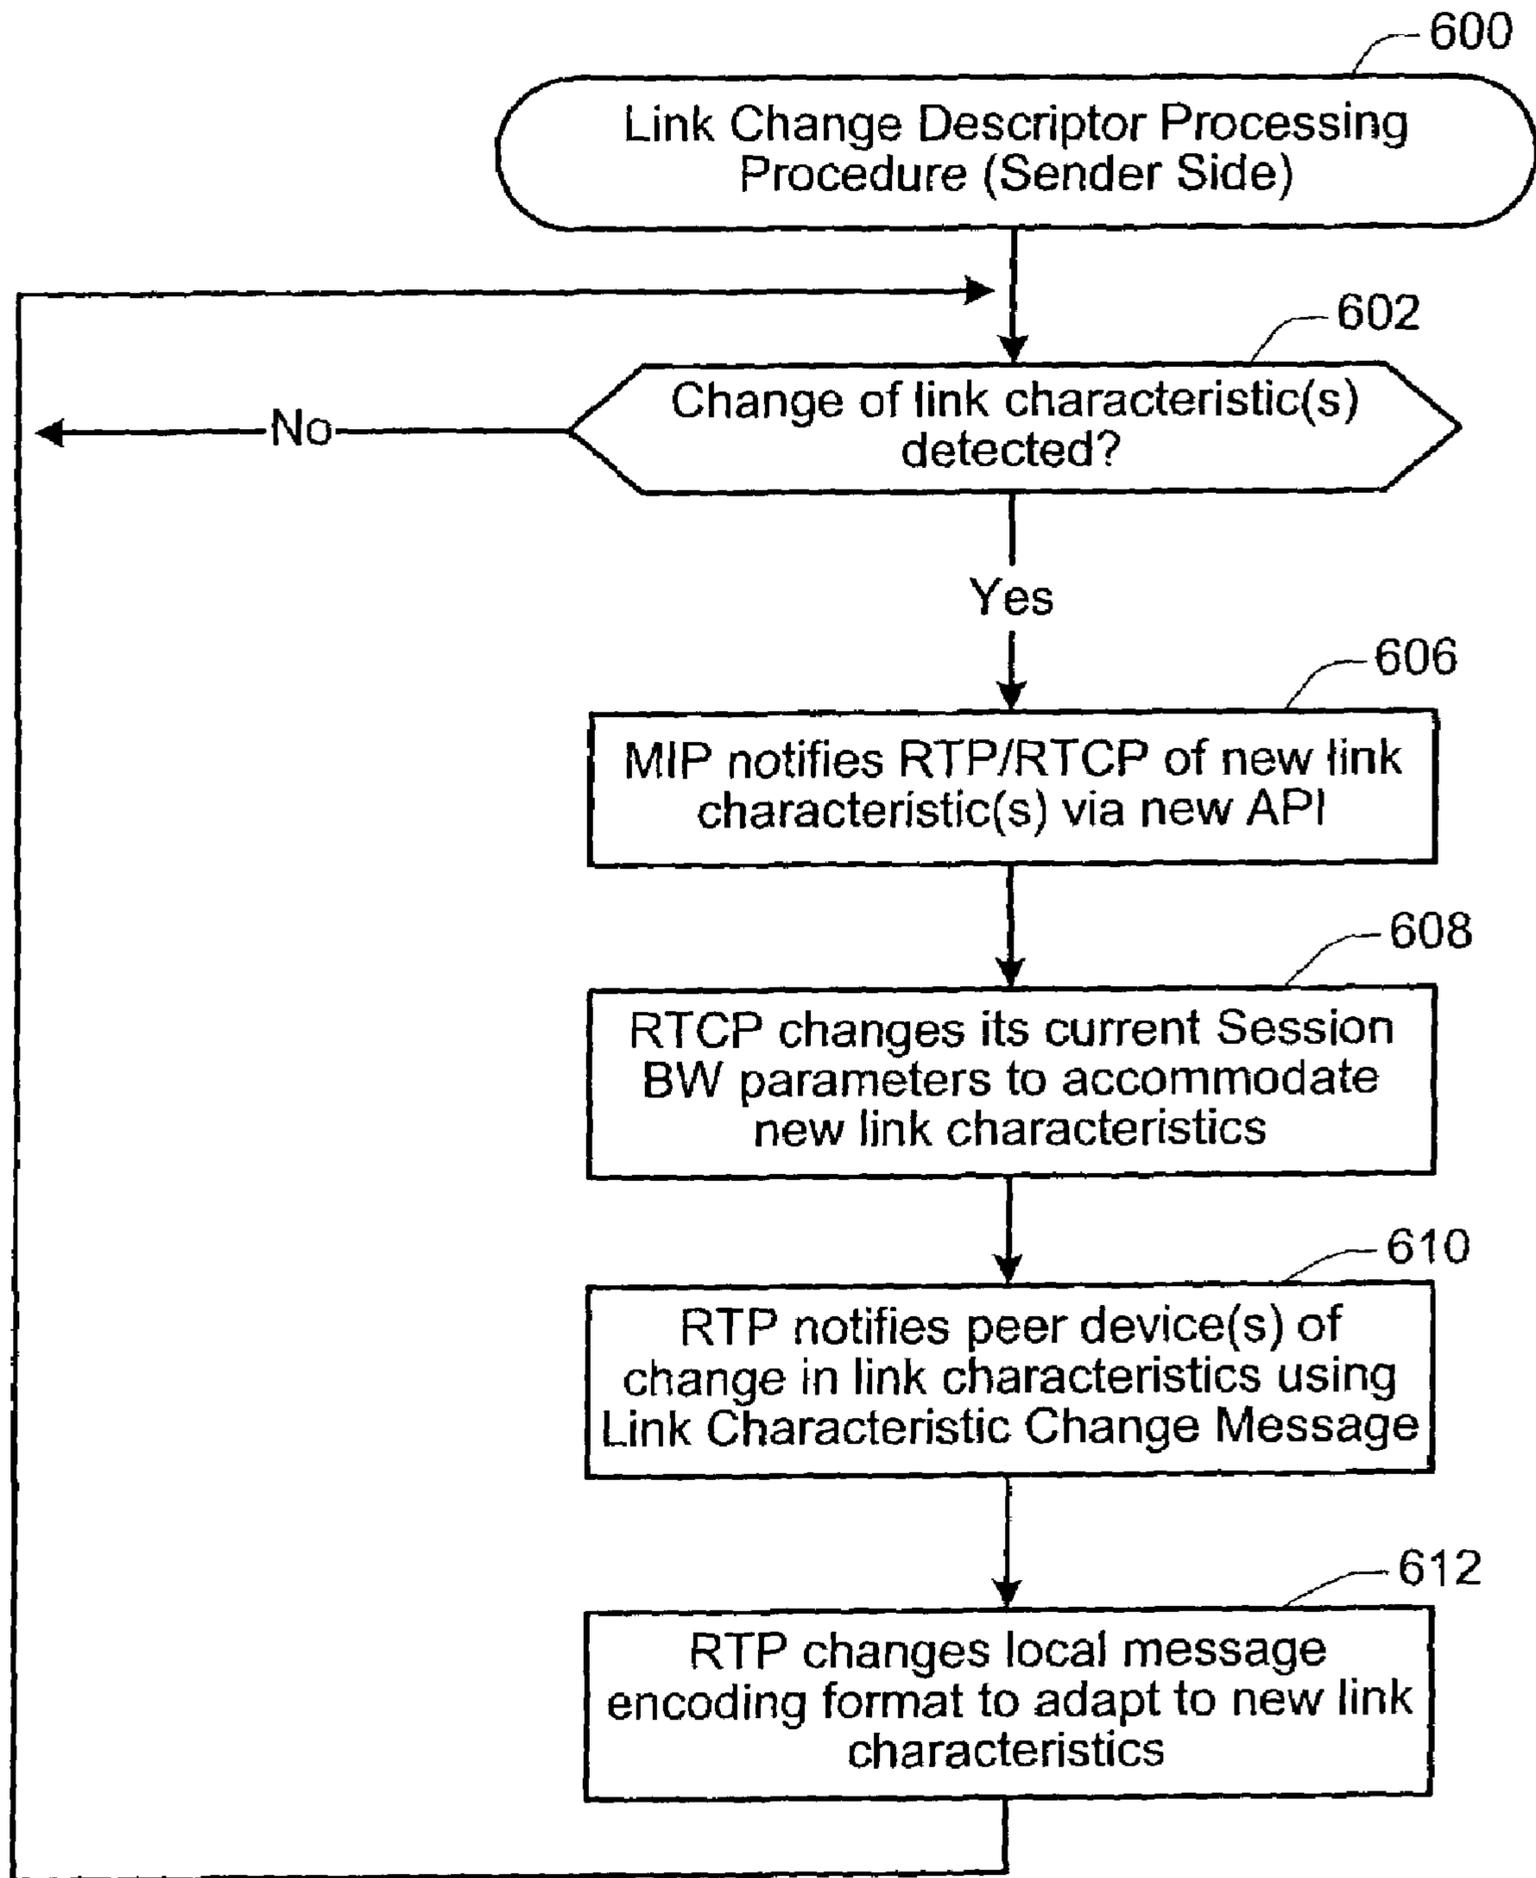 600
Link Change Descriptor Processing
Procedure (Sender Side)
602
Change of link characteristic(s)
detected?
No
Yes
606
MIP notifies RTP/RTCP of new link
characteristic(s) via new API
608
RTCP changes its current Session
BW parameters to accommodate
new link characteristics
610
RTP notifies peer device(s) of
change in link characteristics using
Link Characteristic Change Message
612
RTP changes local message
encoding format to adapt to new link
characteristics